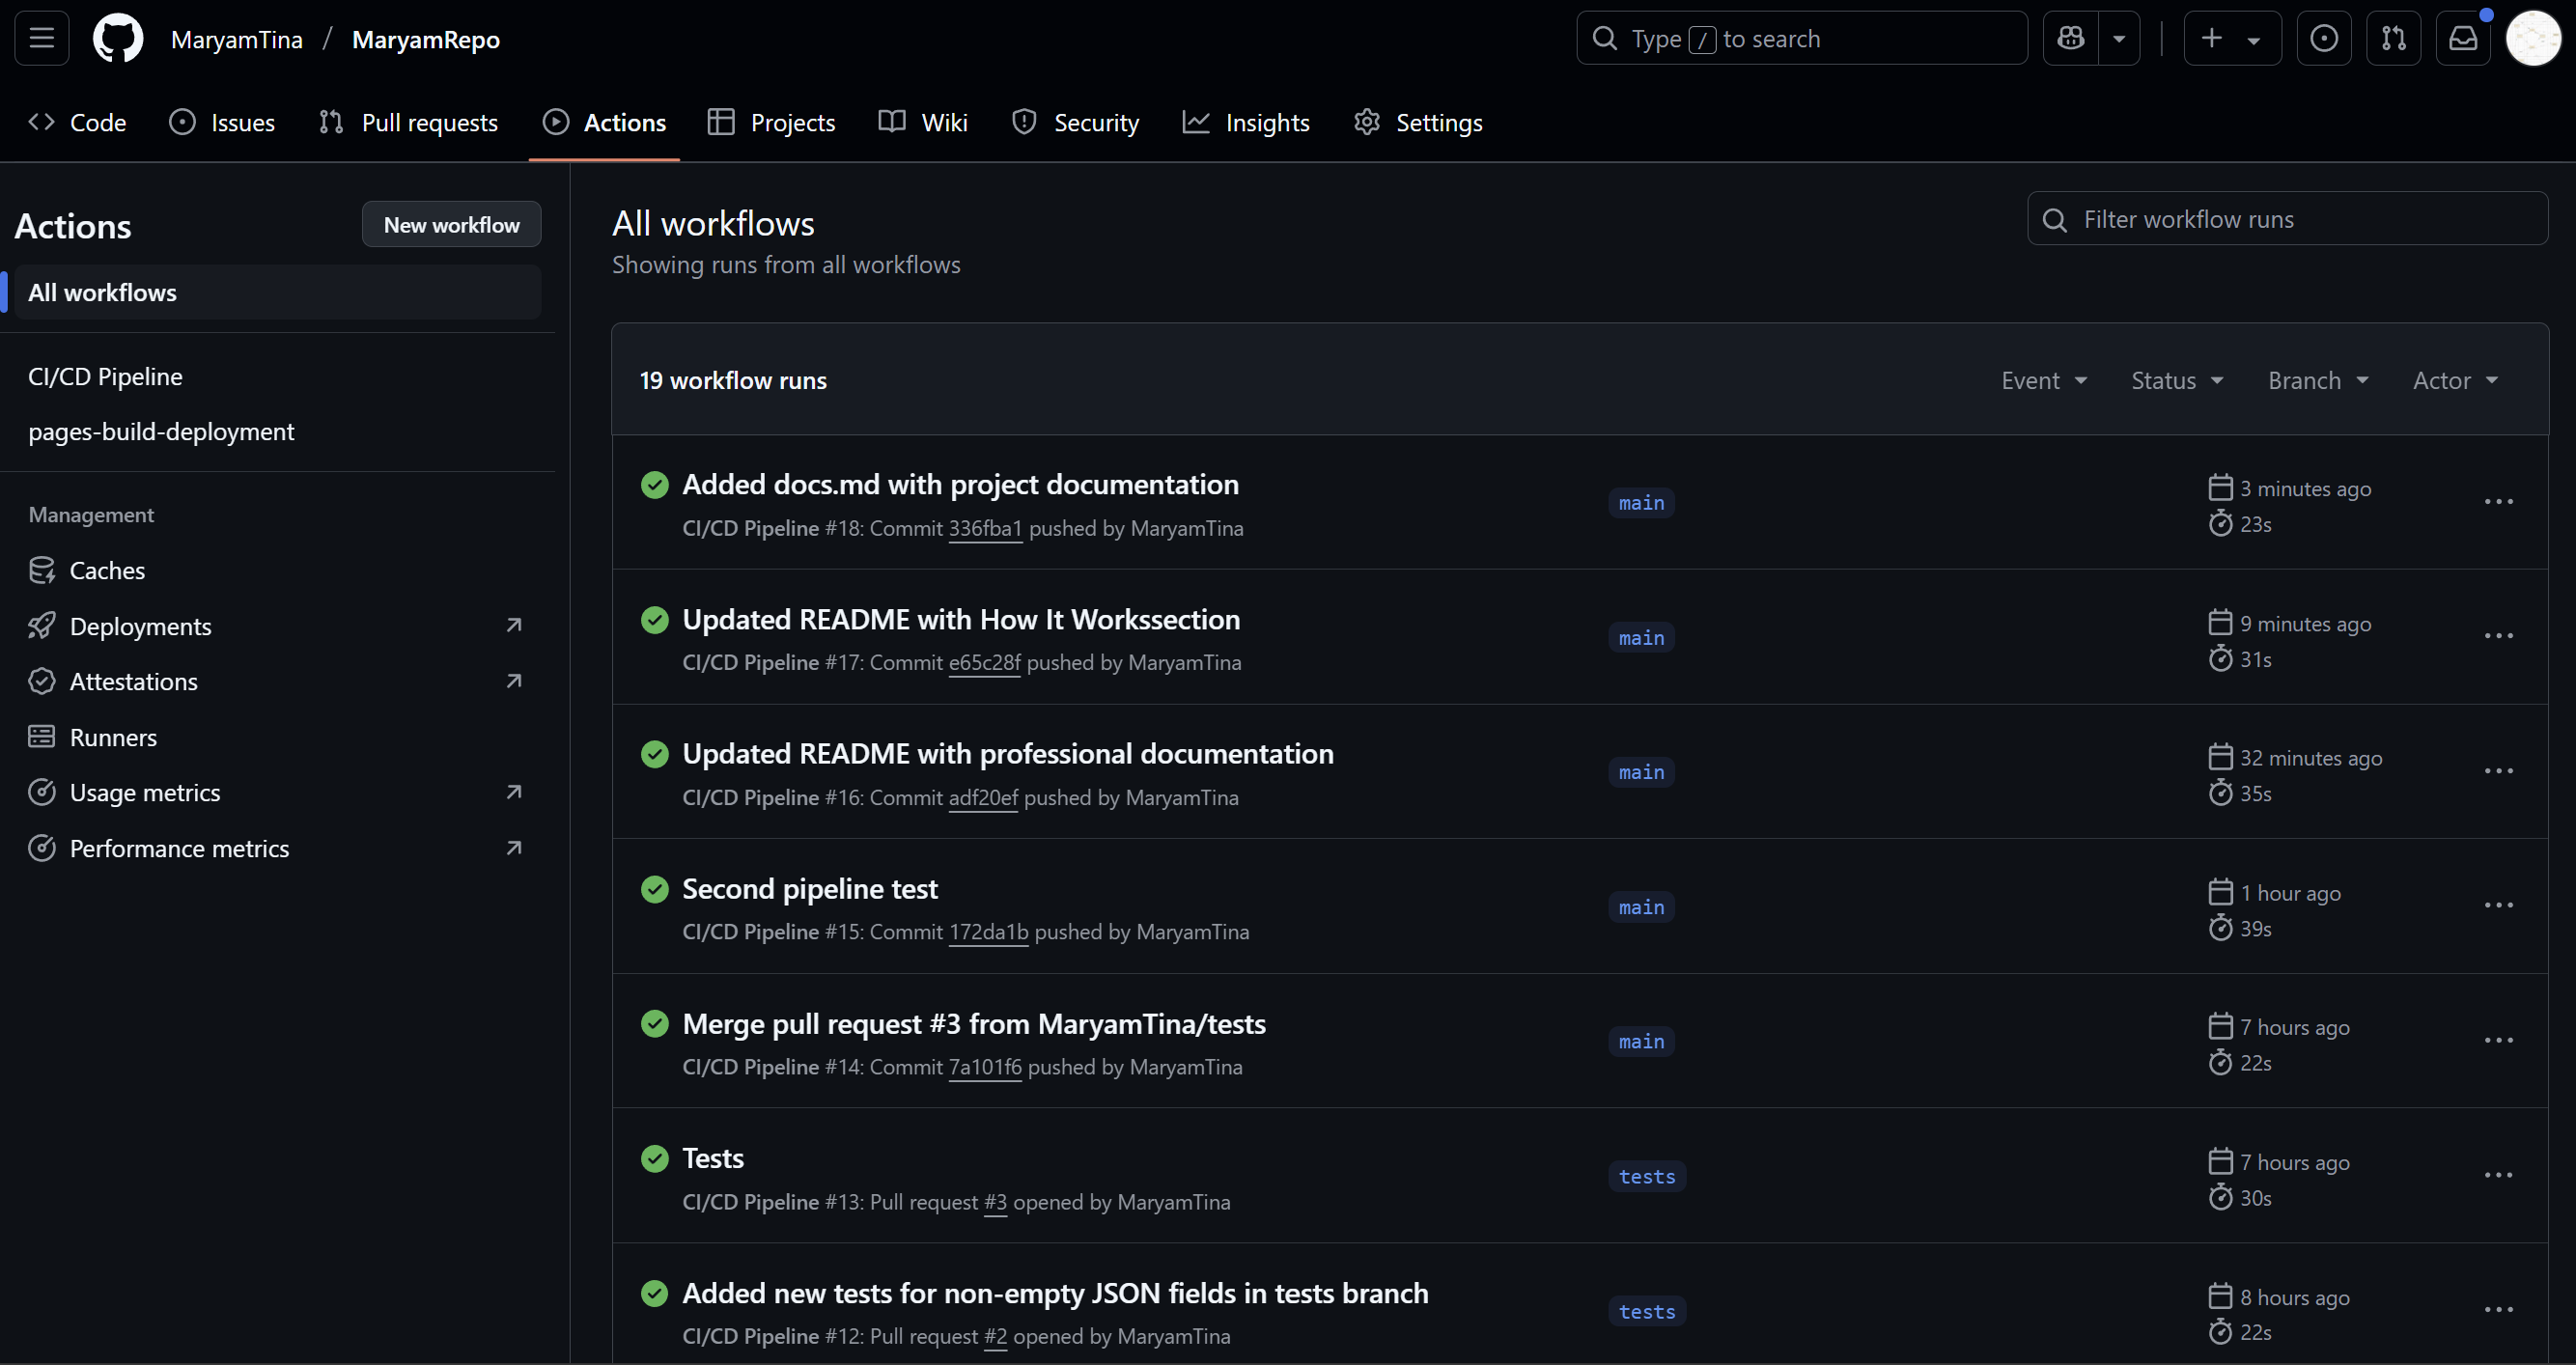 MaryamTina / MaryamRepo
Type / to search
Code
Issues
Pull requests
Actions
Projects
Wiki
Security
Insights
Settings
Actions
New workflow
All workflows
CI/CD Pipeline
pages-build-deployment
Management
Caches
Deployments
Attestations
Runners
Usage metrics
Performance metrics
All workflows
Showing runs from all workflows
Filter workflow runs
19 workflow runs
Event
Status
Branch
Actor
Added docs.md with project documentation
CI/CD Pipeline #18: Commit 336fba1 pushed by MaryamTina
main
3 minutes ago
23s
Updated README with How It Workssection
CI/CD Pipeline #17: Commit e65c28f pushed by MaryamTina
main
9 minutes ago
31s
Updated README with professional documentation
CI/CD Pipeline #16: Commit adf20ef pushed by MaryamTina
main
32 minutes ago
35s
Second pipeline test
CI/CD Pipeline #15: Commit 172da1b pushed by MaryamTina
main
1 hour ago
39s
Merge pull request #3 from MaryamTina/tests
CI/CD Pipeline #14: Commit 7a101f6 pushed by MaryamTina
main
7 hours ago
22s
Tests
CI/CD Pipeline #13: Pull request #3 opened by MaryamTina
tests
7 hours ago
30s
Added new tests for non-empty JSON fields in tests branch
CI/CD Pipeline #12: Pull request #2 opened by MaryamTina
tests
8 hours ago
22s